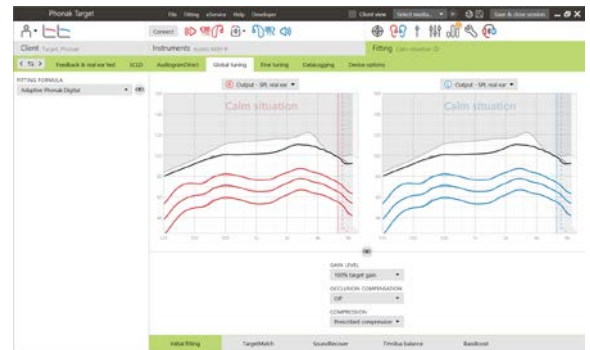 Phonak Target
File Fitting eService Help Developer
Client view
Save & close session
Connect
Client Target, Phonak
Instruments
Fitting Calm situation
Feedback & real ear test
AudiogramDirect
Global tuning
Fine tuning
Datalogging
Device options
FITTING FORMULA
Adaptive Phonak Digital
Output - SPL real ear
Output - SPL real ear
Calm situation
Calm situation
GAIN LEVEL
100% target gain
OCCLUSION COMPENSATION
Off
COMPRESSION
Prescribed compression
Initial fitting
TargetMatch
SoundRecover
Tinnitus balance